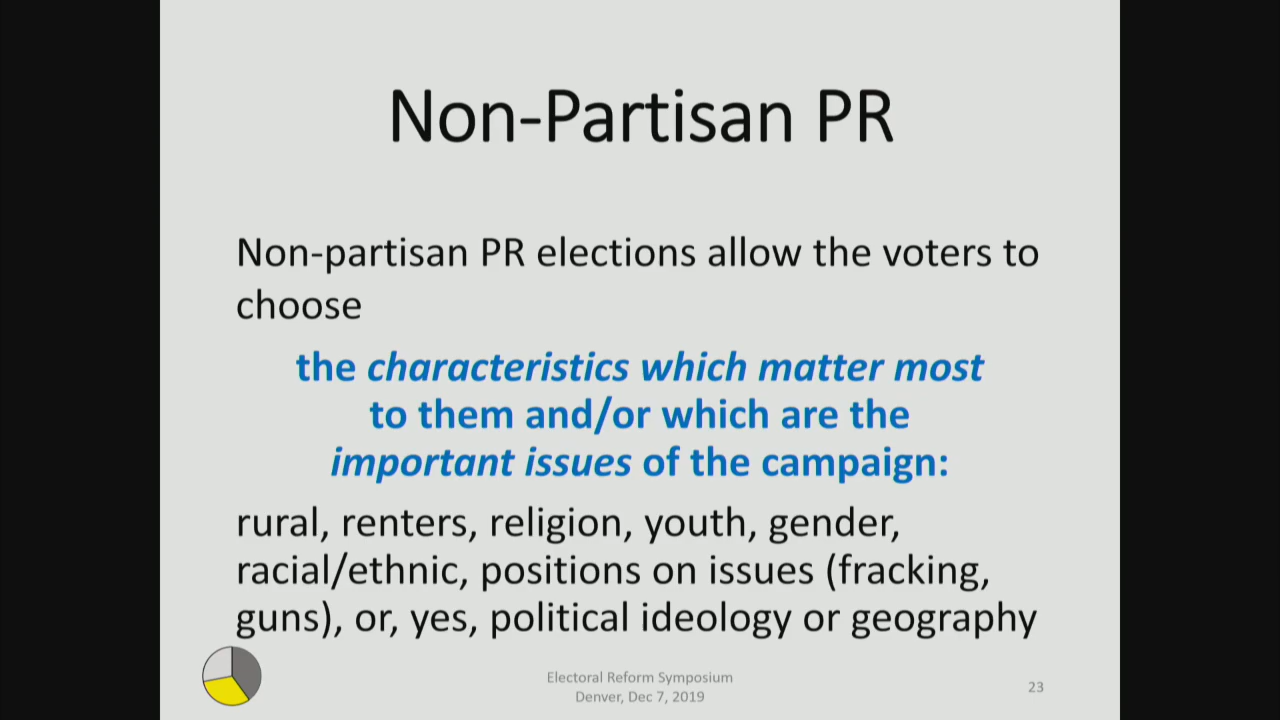 Non-Partisan PR
Non-partisan PR elections allow the voters to
choose
the characteristics which matter most
to them and/or which are the
important issues of the campaign:
rural, renters, religion, youth, gender,
racial/ethnic, positions on issues (fracking,
guns), or, yes, political ideology or geography
Electoral Reform Symposium
Denver, Dec 7, 2019
23